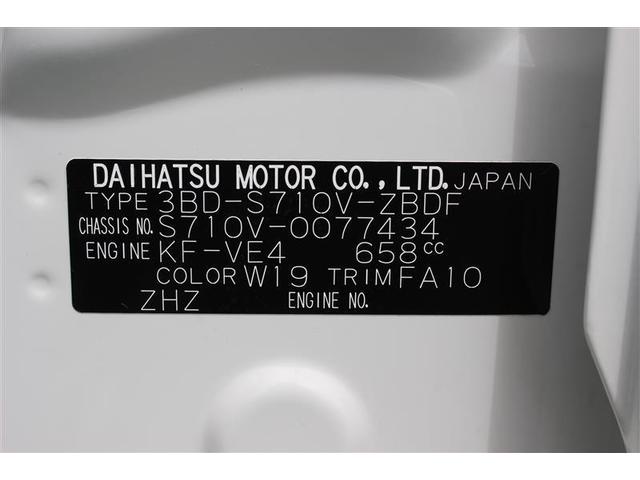 DAIHATSU MOTOR CO., LTD. JAPAN
TYPE 3BD-S710V-ZBDF
CHASSIS NO. S710V-0077434
ENGINE KF-VE4 658cc
COLOR W19 TRIM FA10
ZHZ ENGINE NO.